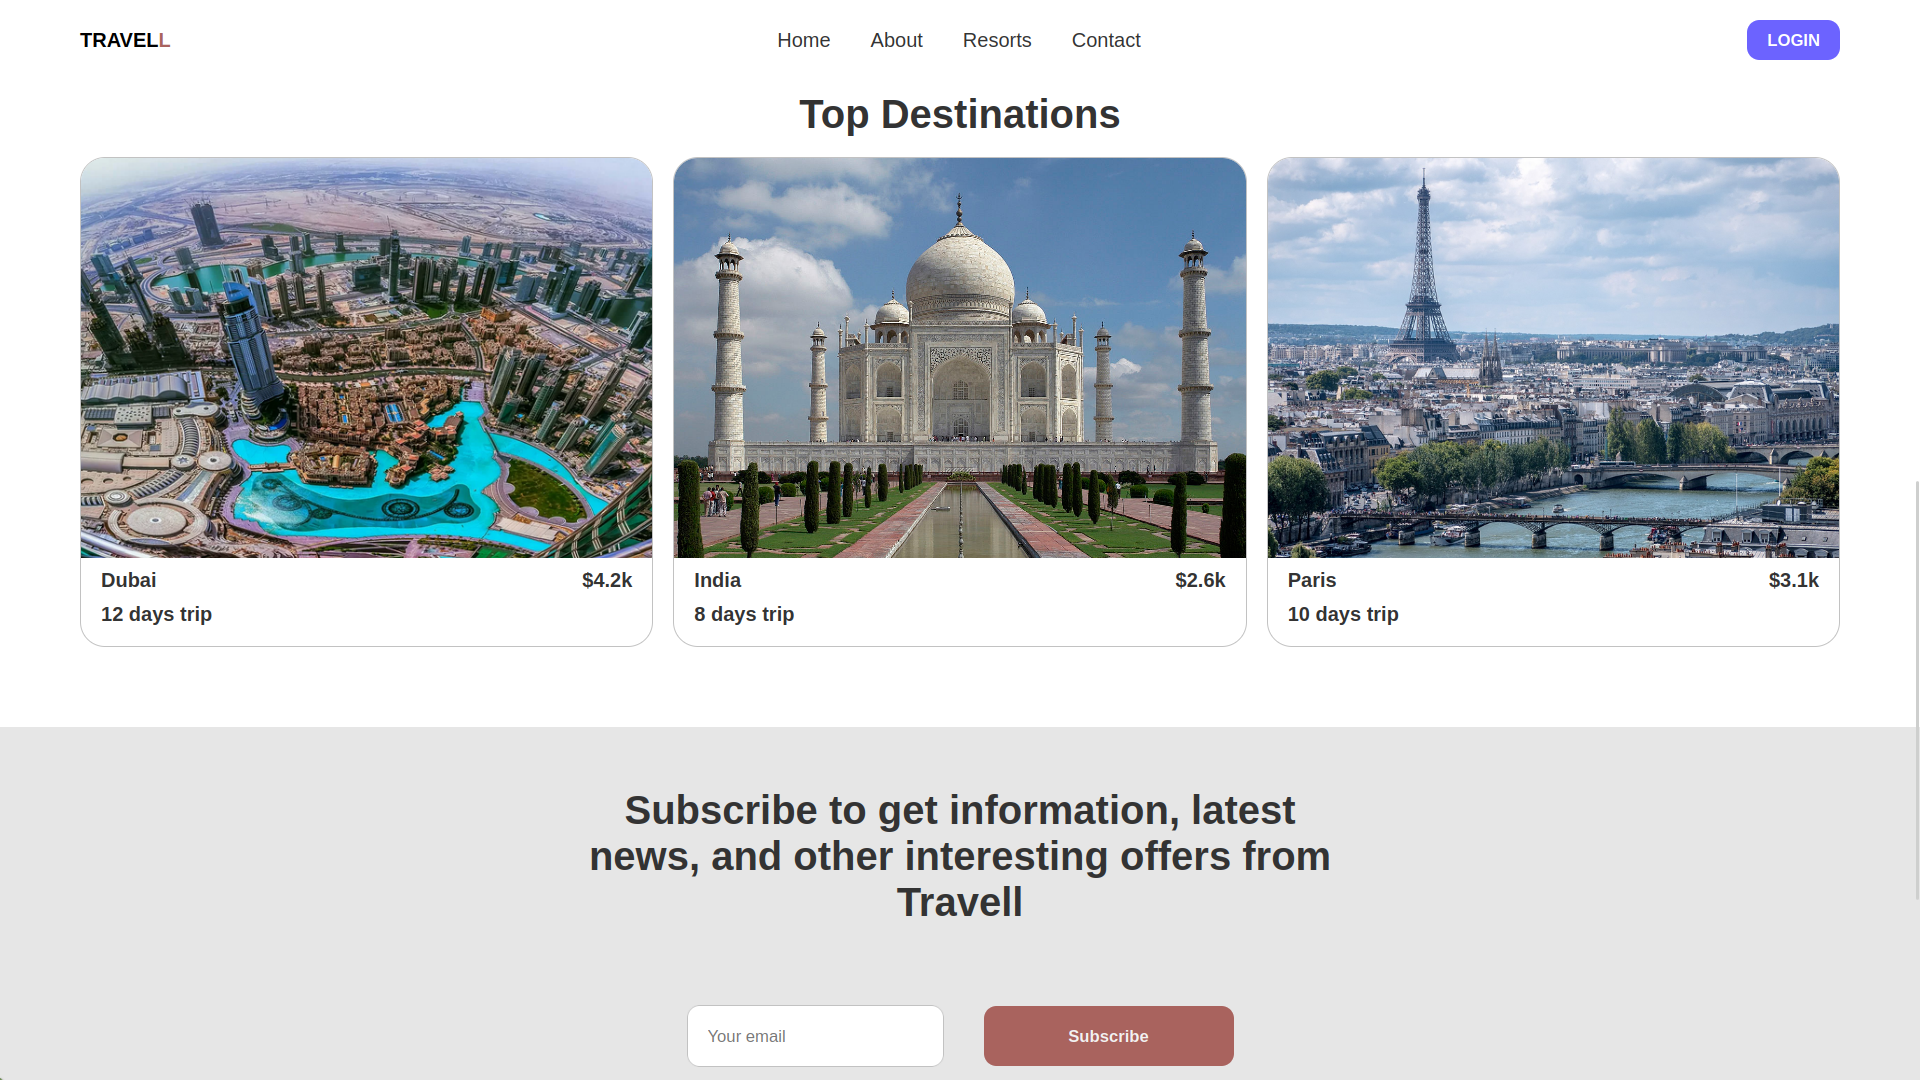 TRAVELL
Home
About
Resorts
Contact
LOGIN
Top Destinations
Dubai
$4.2k
12 days trip
India
$2.6k
8 days trip
Paris
$3.1k
10 days trip
Subscribe to get information, latest
news, and other interesting offers from
Travell
Your email
Subscribe